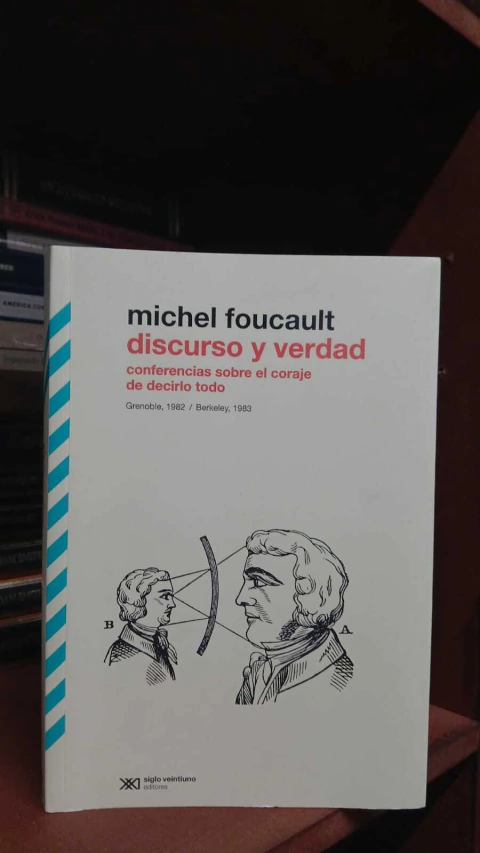 michel foucault
discurso y verdad
conferencias sobre el coraje
de decirlo todo
Grenoble, 1982 / Berkeley, 1983
B
A
siglo veintiuno
editores